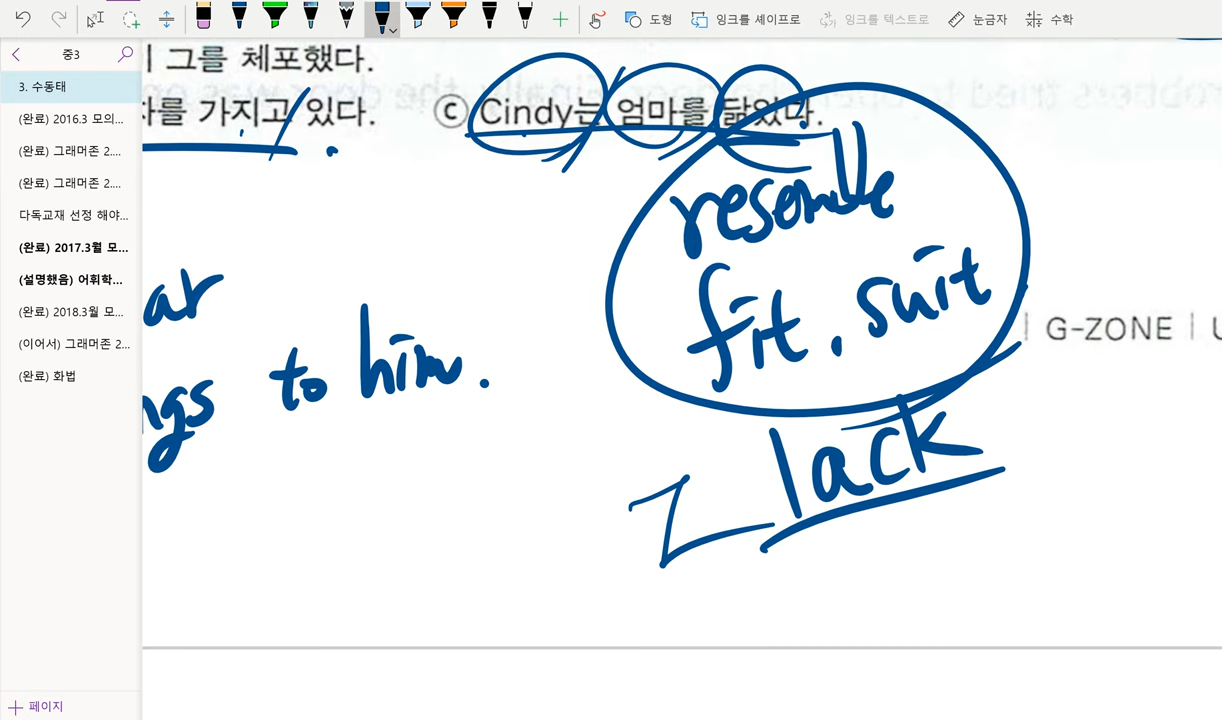 도형
잉크를 셰이프로
잉크를 텍스트로
눈금자
수학
중3
3. 수동태
(완료) 2016.3 모의...
(완료) 그래머존 2....
(완료) 그래머존 2....
다독교재 선정 해야...
(완료) 2017.3월 모...
(설명했음) 어휘학...
(완료) 2018.3월 모...
(이어서) 그래머존 2...
(완료) 화법
페이지
그를 체포했다.
자를 가지고 있다. ⓒ Cindy는 엄마를 닮았다.
resemble
fit, suit
ar
ngs to him.
| G-ZONE | U
lack